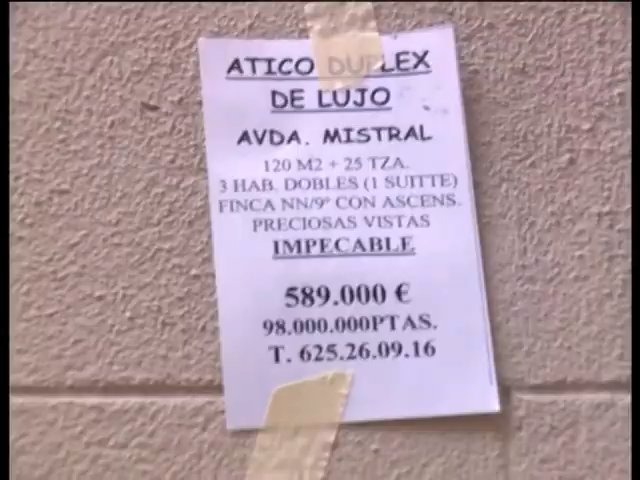 ATICO DUPLEX
DE LUJO
AVDA. MISTRAL
120 M2 + 25 TZA.
3 HAB. DOBLES (1 SUITTE)
FINCA NN/9º CON ASCENS.
PRECIOSAS VISTAS
IMPECABLE
589.000 €
98.000.000PTAS.
T. 625.26.09.16